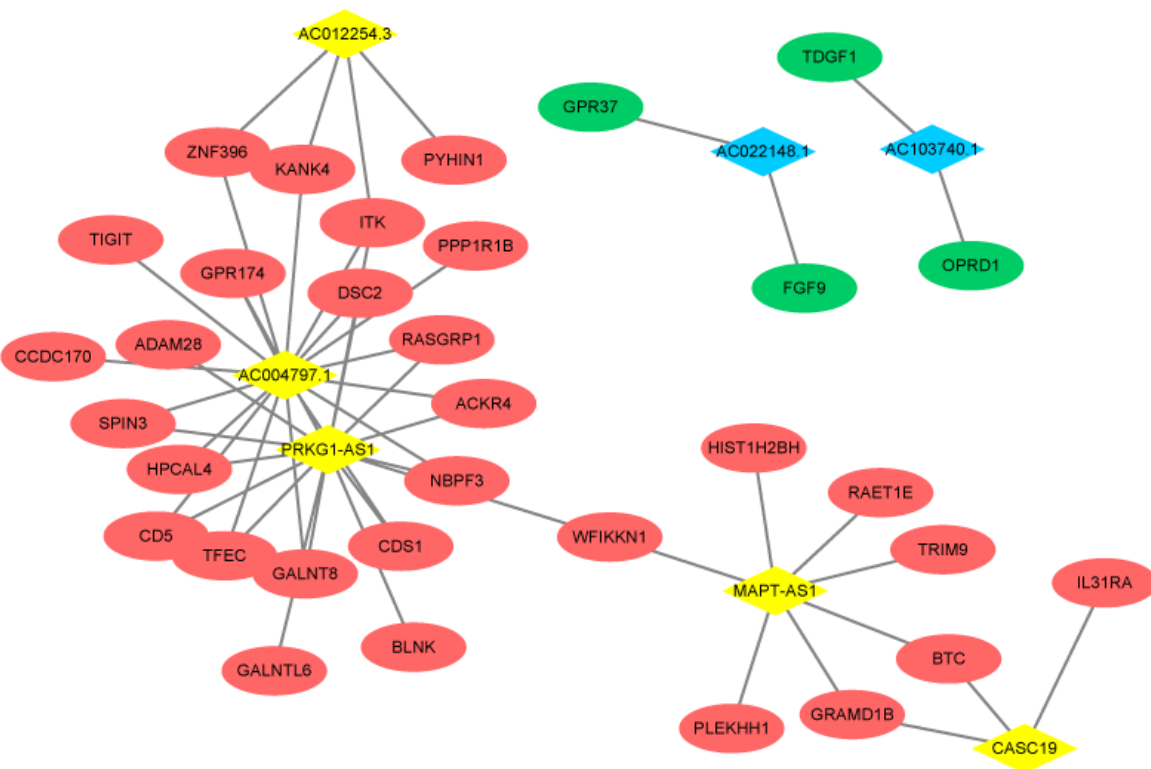 AC012254.3
TDGF1
GPR37
ZNF396
KANK4
PYHIN1
AC022148.1
AC103740.1
ITK
TIGIT
PPP1R1B
GPR174
DSC2
FGF9
OPRD1
CCDC170
ADAM28
RASGRP1
AC004797.1
ACKR4
SPIN3
PRKG1-AS1
HIST1H2BH
HPCAL4
NBPF3
RAET1E
CD5
TFEC
CDS1
WFIKKN1
TRIM9
GALNT8
MAPT-AS1
IL31RA
GALNTL6
BLNK
BTC
PLEKHH1
GRAMD1B
CASC19